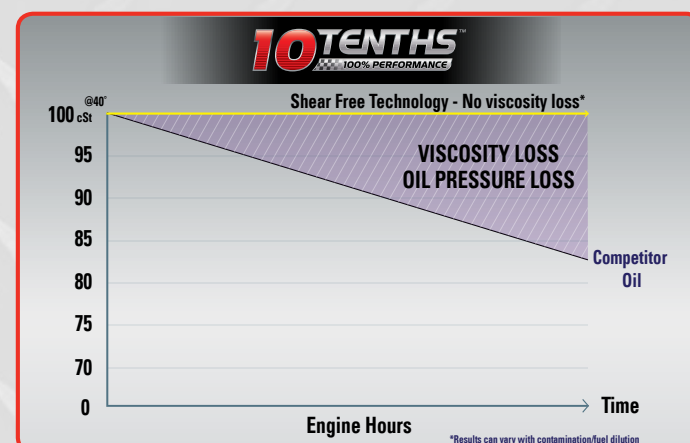 10 TENTHS™
100% PERFORMANCE
@40°
100 cSt
Shear Free Technology - No viscosity loss*
95
VISCOSITY LOSS
OIL PRESSURE LOSS
90
85
Competitor
Oil
80
75
70
0
Time
Engine Hours
*Results can vary with contamination/fuel dilution